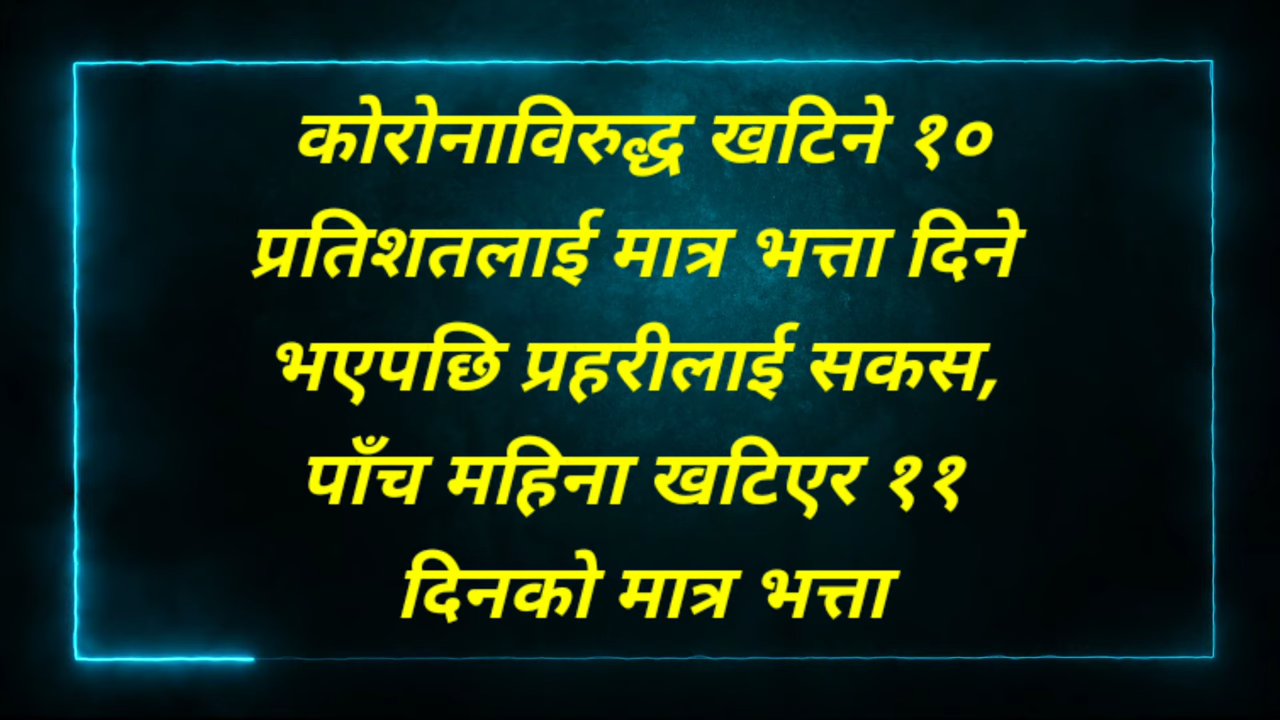 कोरोनाविरुद्ध खटिने १०
प्रतिशतलाई मात्र भत्ता दिने
भएपछि प्रहरीलाई सकस,
पाँच महिना खटिएर ११
दिनको मात्र भत्ता